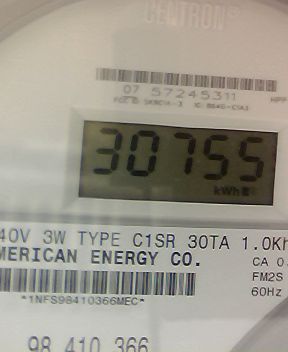 CENTRON®
07 57245311
30755
kWh
40V 3W TYPE C1SR 30TA 1.0Kh
MERICAN ENERGY CO.
CA 0.
FM2S
60Hz
*1NFS98410366MEC*
98 410 366